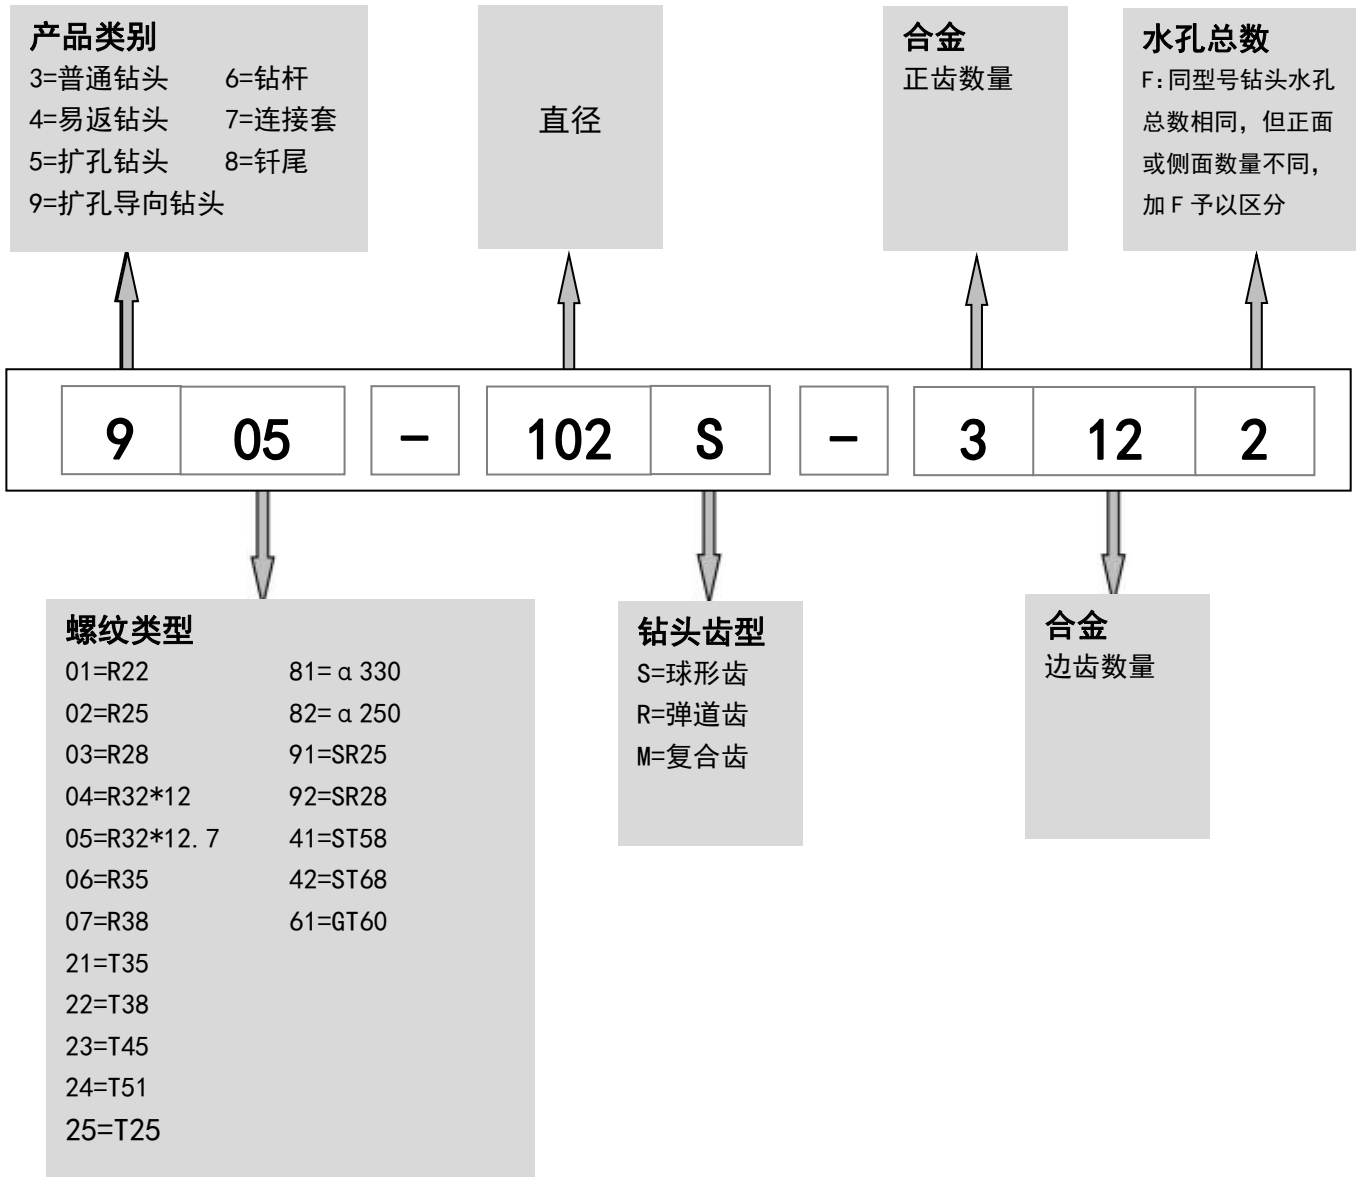 产品类别
3=普通钻头 6=钻杆
4=易返钻头 7=连接套
5=扩孔钻头 8=钎尾
9=扩孔导向钻头
直径
合金
正齿数量
水孔总数
F:同型号钻头水孔
总数相同，但正面
或侧面数量不同，
加F予以区分
9 05 - 102 S - 3 12 2
螺纹类型
01=R22 81=α330
02=R25 82=α250
03=R28 91=SR25
04=R32*12 92=SR28
05=R32*12.7 41=ST58
06=R35 42=ST68
07=R38 61=GT60
21=T35
22=T38
23=T45
24=T51
25=T25
钻头齿型
S=球形齿
R=弹道齿
M=复合齿
合金
边齿数量